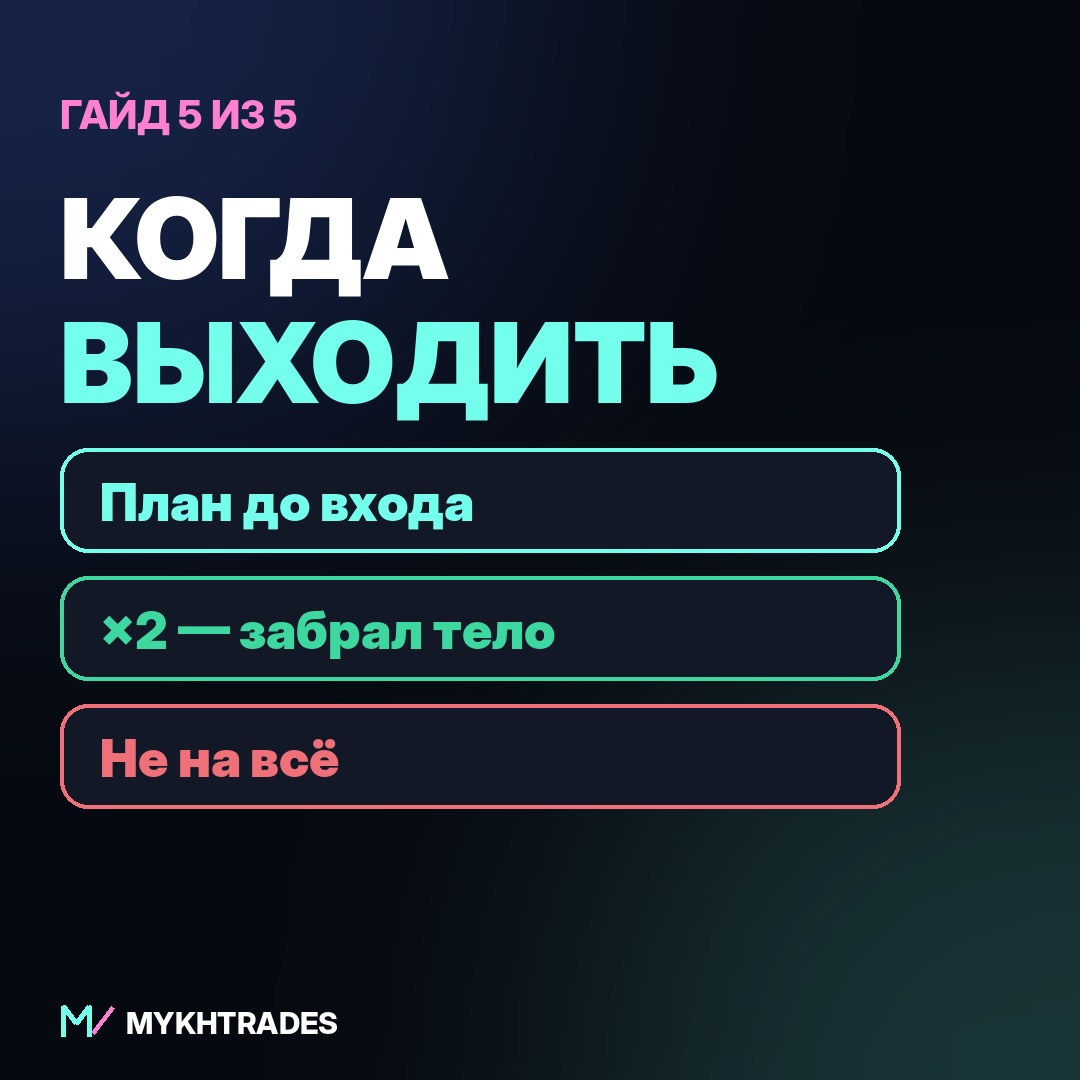 ГАЙД 5 ИЗ 5
КОГДА
ВЫХОДИТЬ
План до входа
×2 — забрал тело
Не на всё
M/ MYKHTRADES